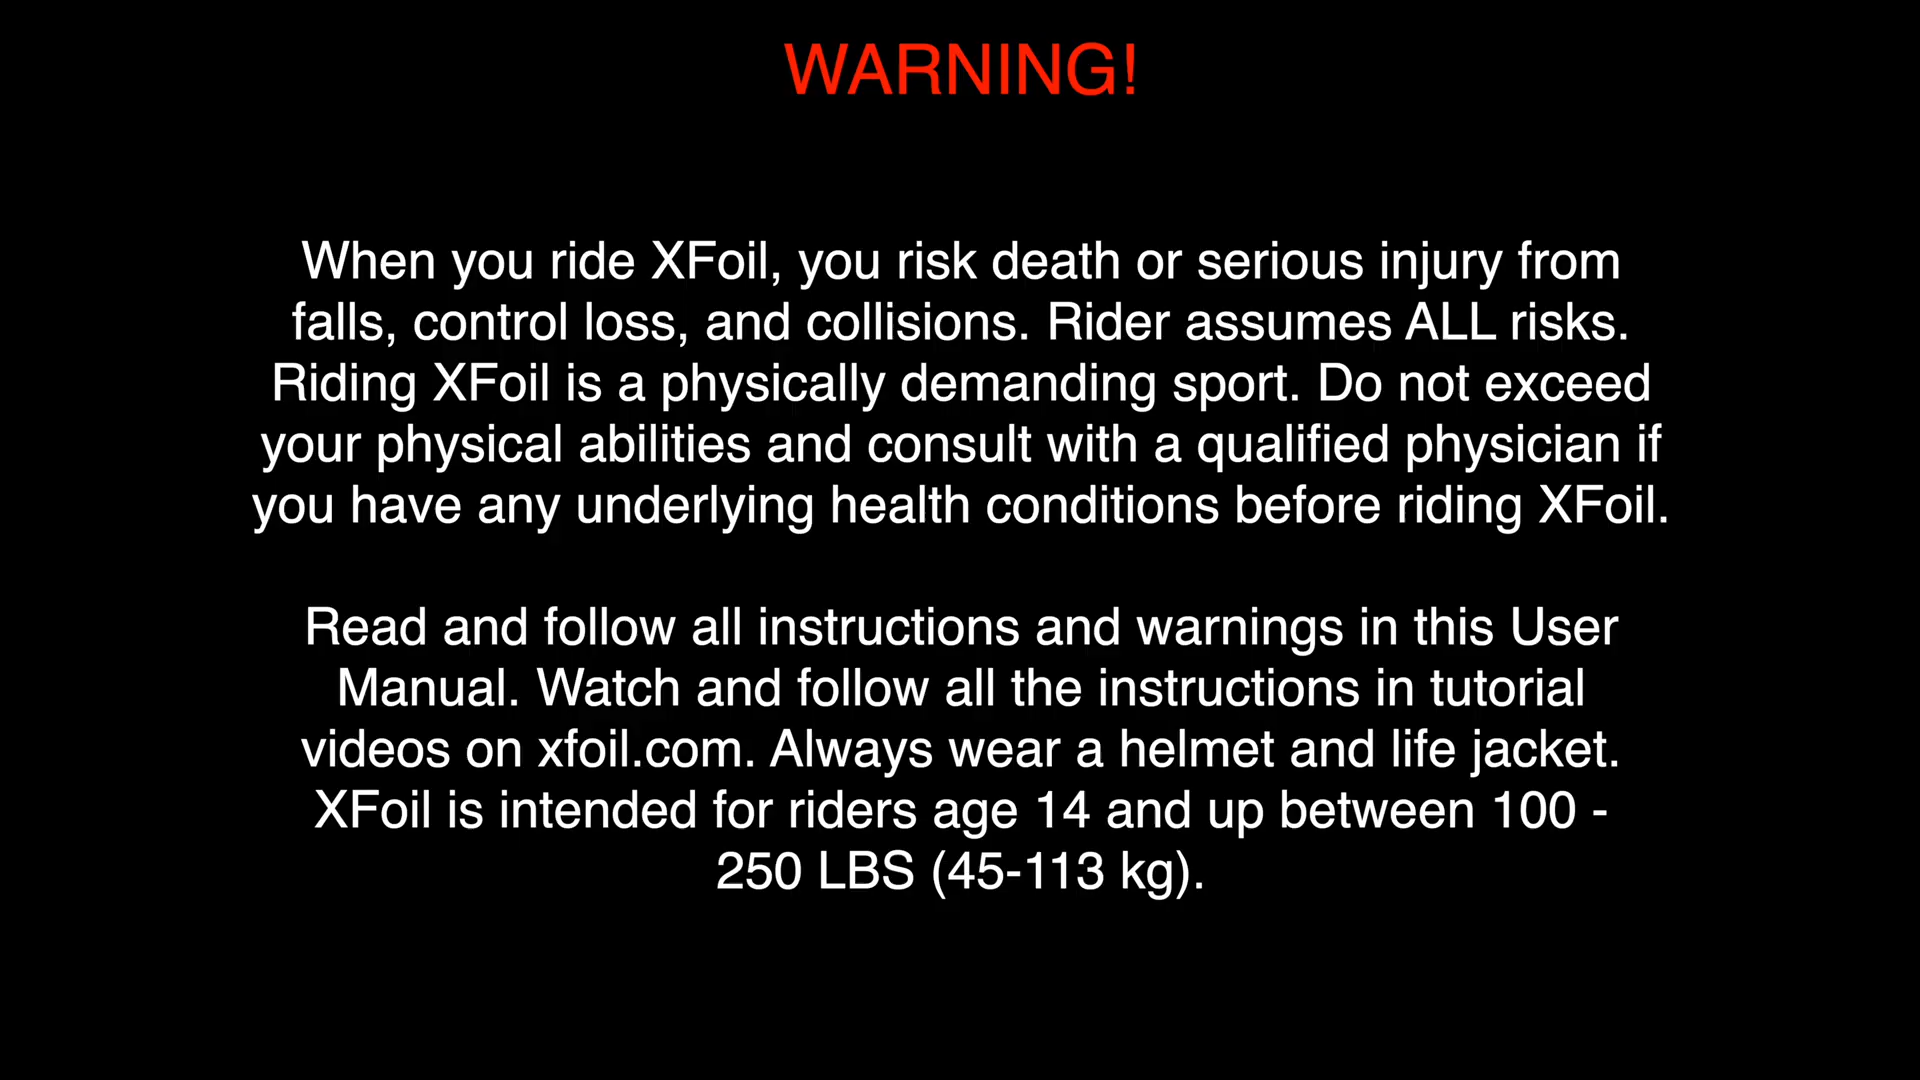 WARNING!
When you ride XFoil, you risk death or serious injury from
falls, control loss, and collisions. Rider assumes ALL risks.
Riding XFoil is a physically demanding sport. Do not exceed
your physical abilities and consult with a qualified physician if
you have any underlying health conditions before riding XFoil.
Read and follow all instructions and warnings in this User
Manual. Watch and follow all the instructions in tutorial
videos on xfoil.com. Always wear a helmet and life jacket.
XFoil is intended for riders age 14 and up between 100 -
250 LBS (45-113 kg).